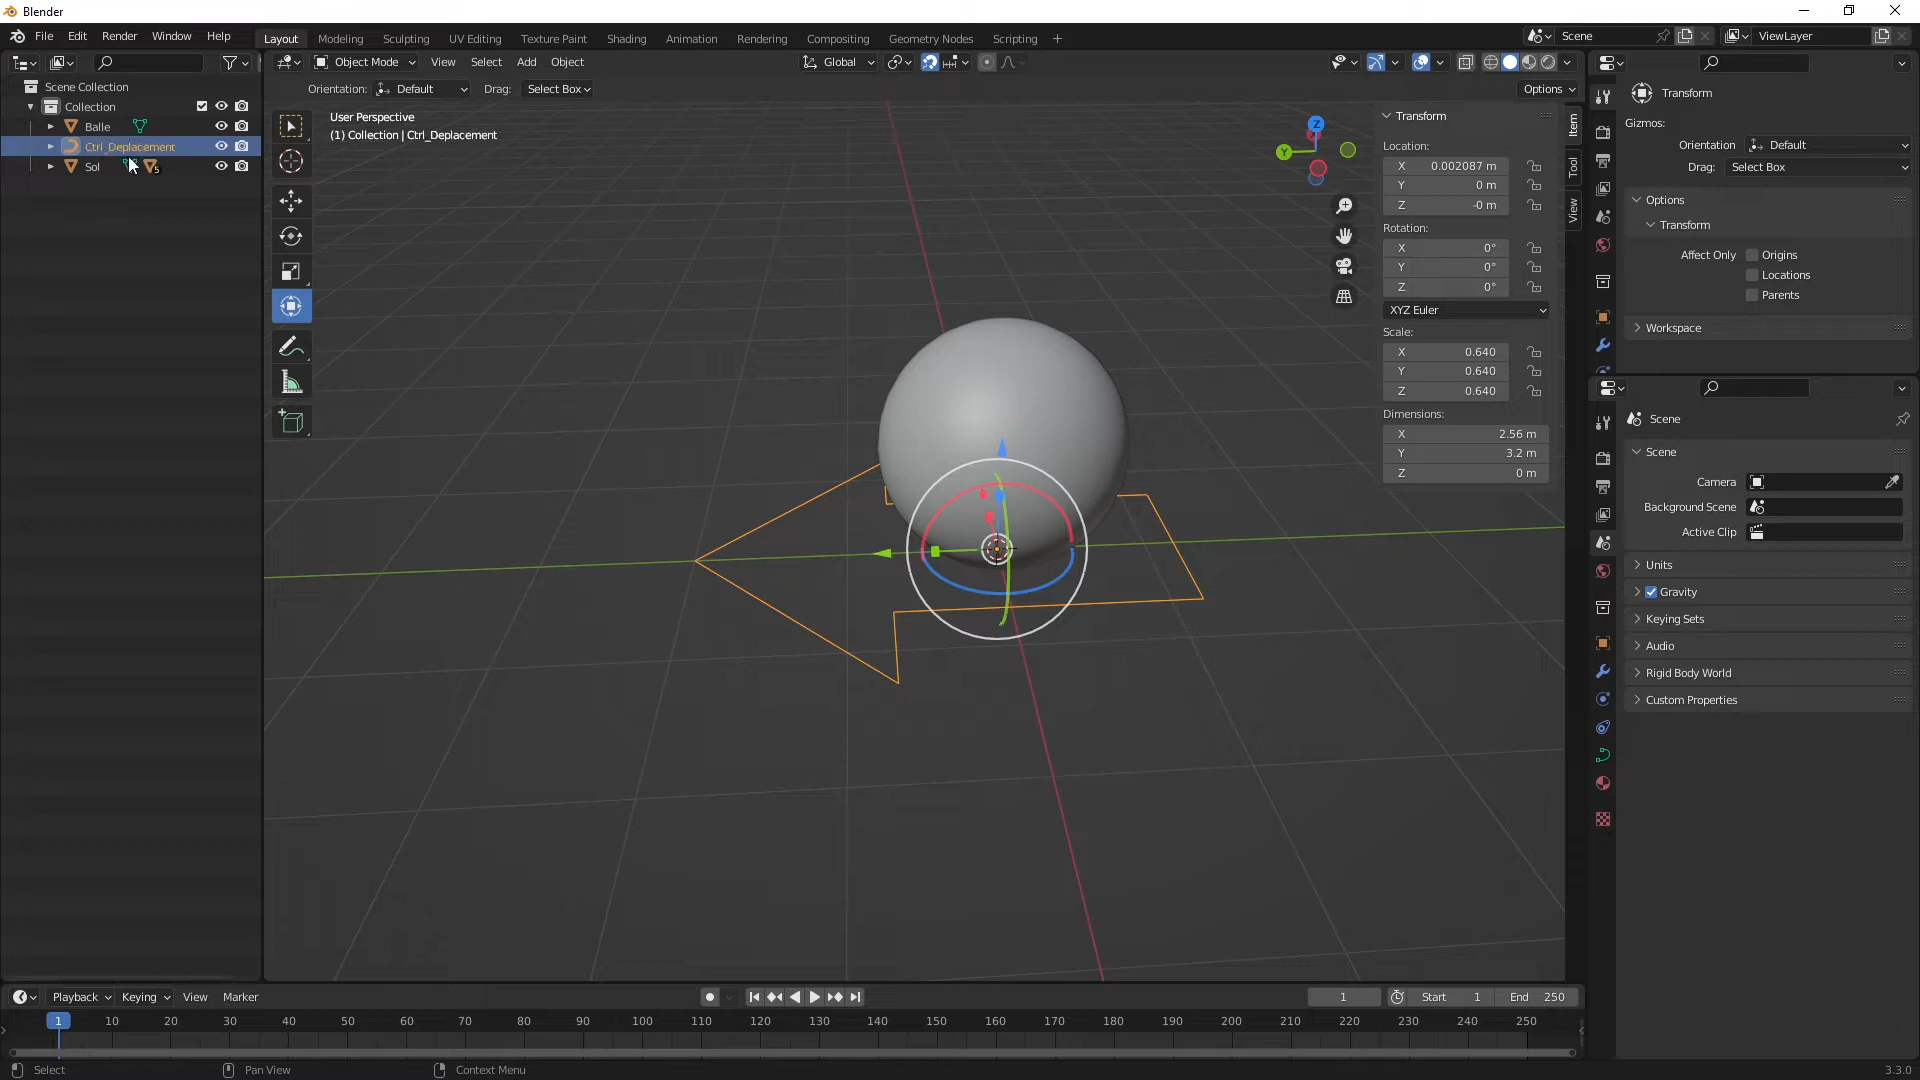 Blender
File Edit Render Window Help
Layout Modeling Sculpting UV Editing Texture Paint Shading Animation Rendering Compositing Geometry Nodes Scripting +
Scene
ViewLayer
Object Mode View Select Add Object
Global
Orientation: Default Drag: Select Box
Options
Scene Collection
Collection
Balle
Ctrl_Deplacement
Sol
5
User Perspective
(1) Collection | Ctrl_Deplacement
Z
Y
Transform
Location:
X 0.002087 m
Y 0 m
Z -0 m
Rotation:
X 0°
Y 0°
Z 0°
XYZ Euler
Scale:
X 0.640
Y 0.640
Z 0.640
Dimensions:
X 2.56 m
Y 3.2 m
Z 0 m
Item
Tool
View
Transform
Gizmos:
Orientation Default
Drag: Select Box
Options
Transform
Affect Only Origins
Locations
Parents
Workspace
Scene
Scene
Camera
Background Scene
Active Clip
Units
Gravity
Keying Sets
Audio
Rigid Body World
Custom Properties
Playback Keying View Marker
1
Start 1 End 250
1 10 20 30 40 50 60 70 80 90 100 110 120 130 140 150 160 170 180 190 200 210 220 230 240 250
Select Pan View Context Menu
3.3.0